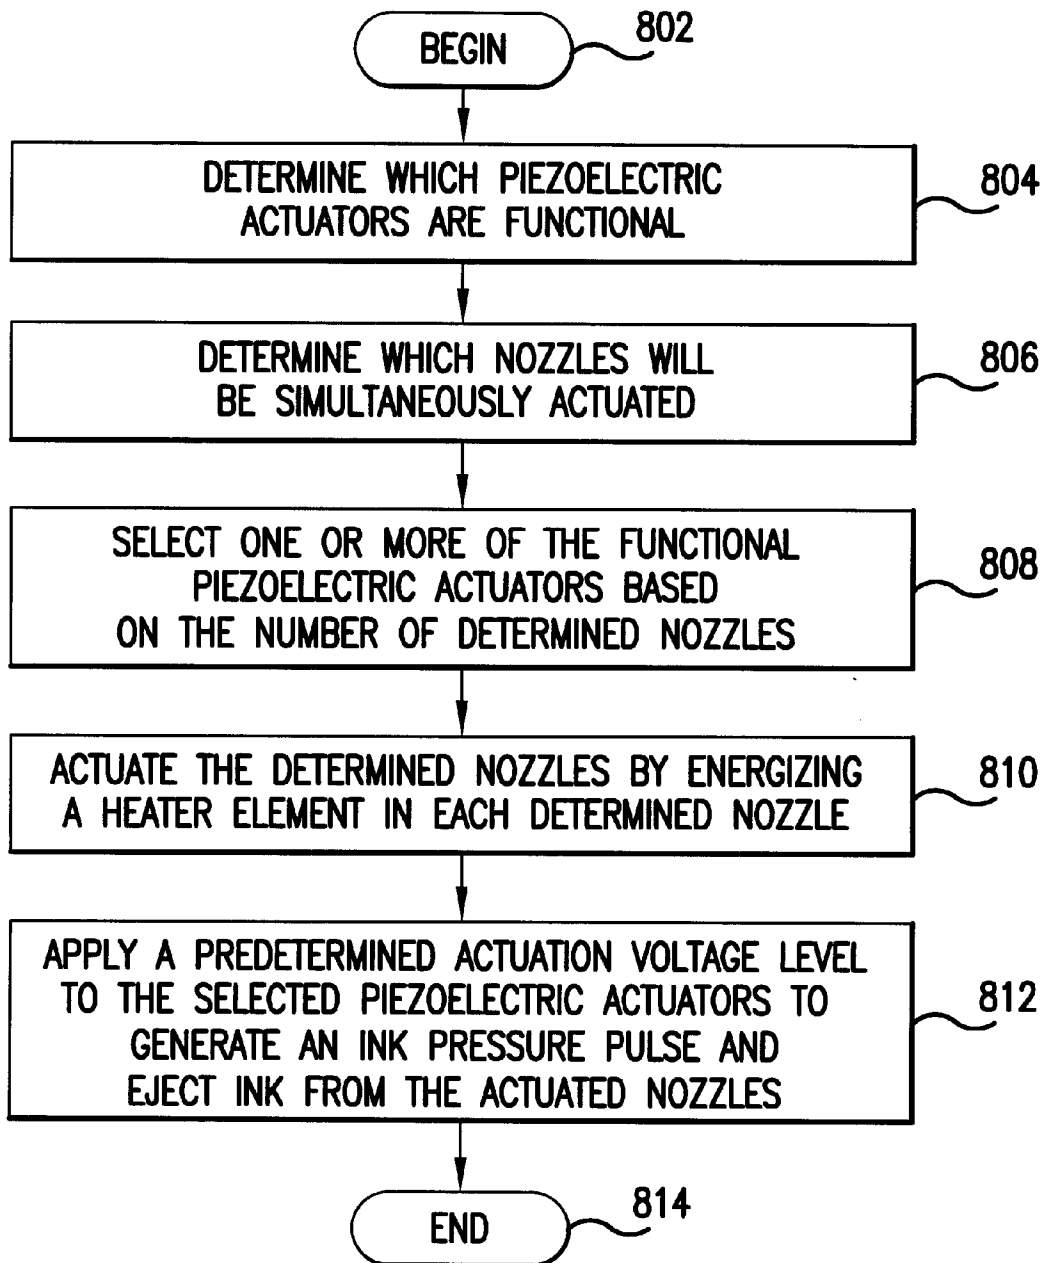 BEGIN
802
DETERMINE WHICH PIEZOELECTRIC
ACTUATORS ARE FUNCTIONAL
804
DETERMINE WHICH NOZZLES WILL
BE SIMULTANEOUSLY ACTUATED
806
SELECT ONE OR MORE OF THE FUNCTIONAL
PIEZOELECTRIC ACTUATORS BASED
ON THE NUMBER OF DETERMINED NOZZLES
808
ACTUATE THE DETERMINED NOZZLES BY ENERGIZING
A HEATER ELEMENT IN EACH DETERMINED NOZZLE
810
APPLY A PREDETERMINED ACTUATION VOLTAGE LEVEL
TO THE SELECTED PIEZOELECTRIC ACTUATORS TO
GENERATE AN INK PRESSURE PULSE AND
EJECT INK FROM THE ACTUATED NOZZLES
812
END
814